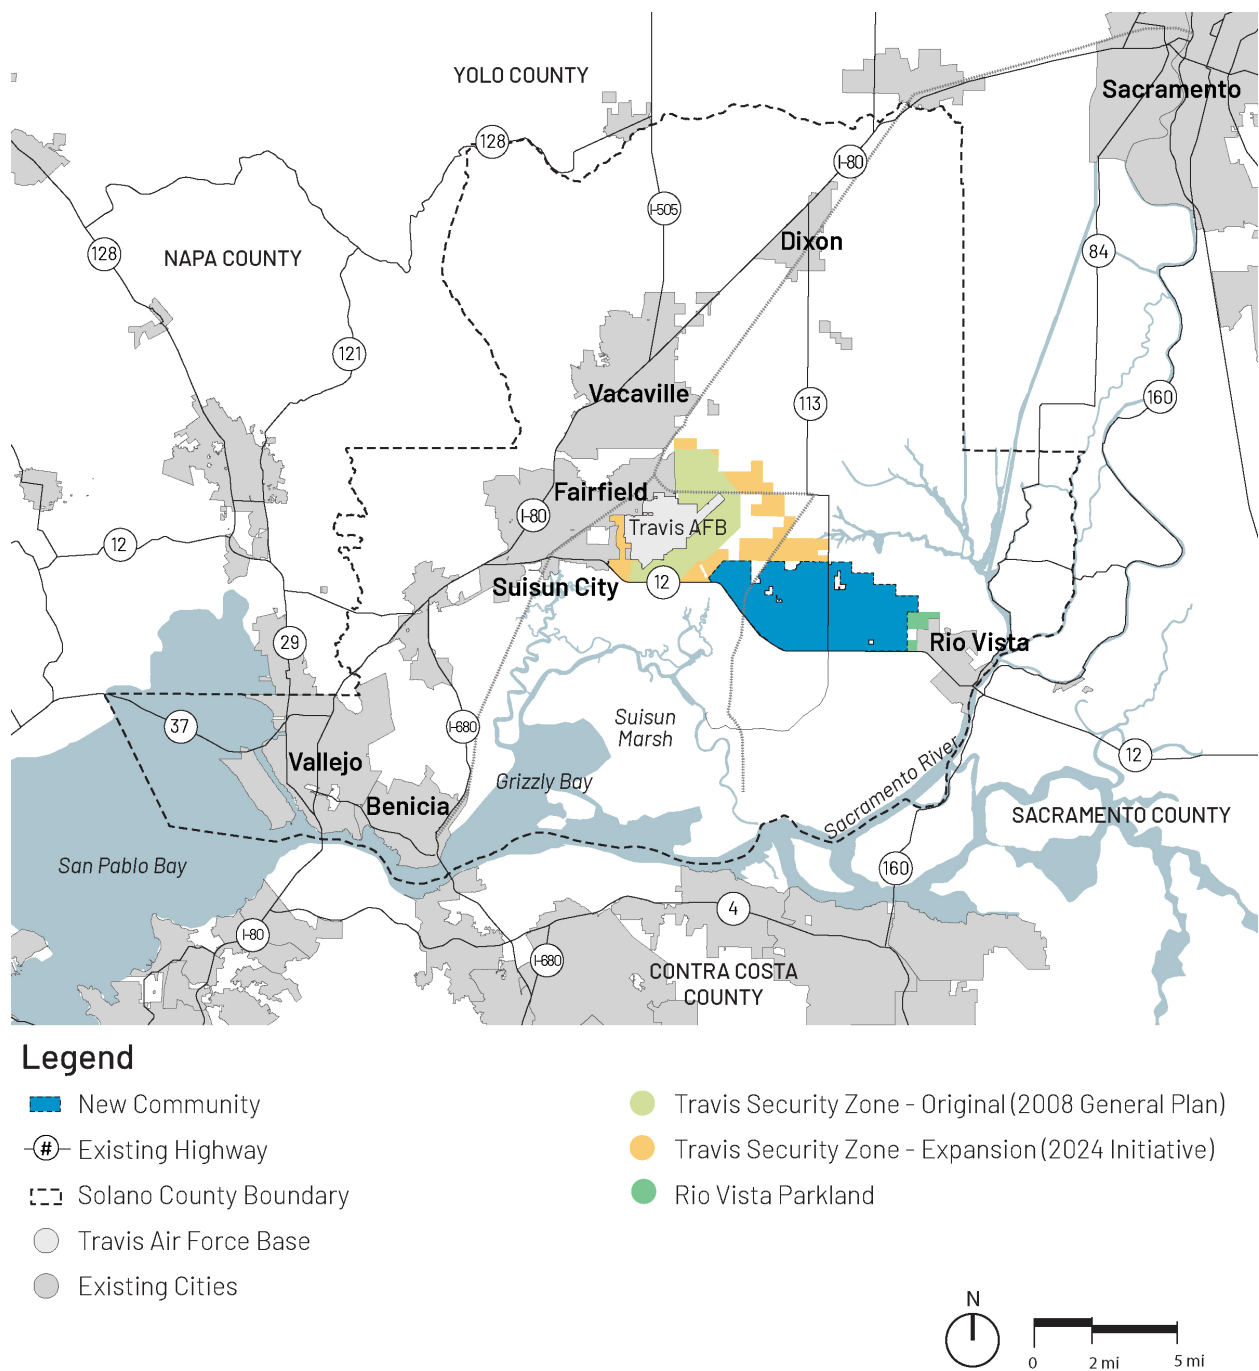 YOLO COUNTY
Sacramento
128
I-80
I-505
128
NAPA COUNTY
Dixon
84
121
Vacaville
113
160
Fairfield
I-80
Travis AFB
12
Suisun City
12
29
Rio Vista
37
I-680
Suisun
Marsh
Vallejo
Grizzly Bay
12
Benicia
Sacramento River
SACRAMENTO COUNTY
San Pablo Bay
160
4
I-80
I-680
CONTRA COSTA
COUNTY
Legend
New Community
# Existing Highway
Solano County Boundary
Travis Air Force Base
Existing Cities
Travis Security Zone - Original (2008 General Plan)
Travis Security Zone - Expansion (2024 Initiative)
Rio Vista Parkland
N
0 2 mi 5 mi